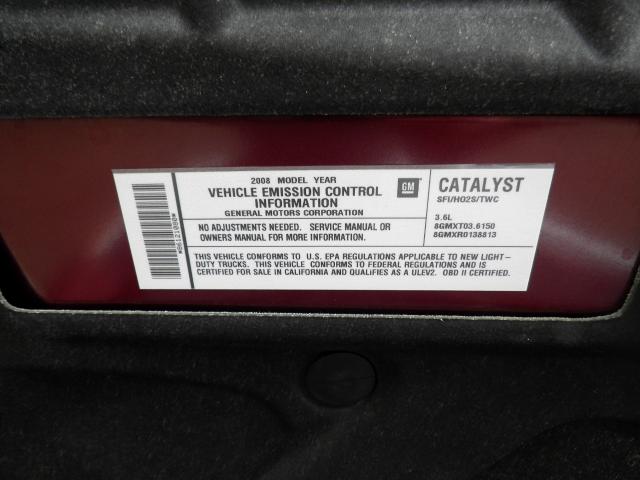 *B612109B0*
2008 MODEL YEAR
VEHICLE EMISSION CONTROL
INFORMATION
GENERAL MOTORS CORPORATION
GM
CATALYST
SFI/HO2S/TWC
3.6L
8GMXT03.6150
8GMXR0138813
NO ADJUSTMENTS NEEDED. SERVICE MANUAL OR
OWNERS MANUAL FOR MORE INFORMATION.
THIS VEHICLE CONFORMS TO U.S. EPA REGULATIONS APPLICABLE TO NEW LIGHT-
DUTY TRUCKS. THIS VEHICLE CONFORMS TO FEDERAL REGULATIONS AND IS
CERTIFIED FOR SALE IN CALIFORNIA AND QUALIFIES AS A ULEV2. OBD II CERTIFIED.